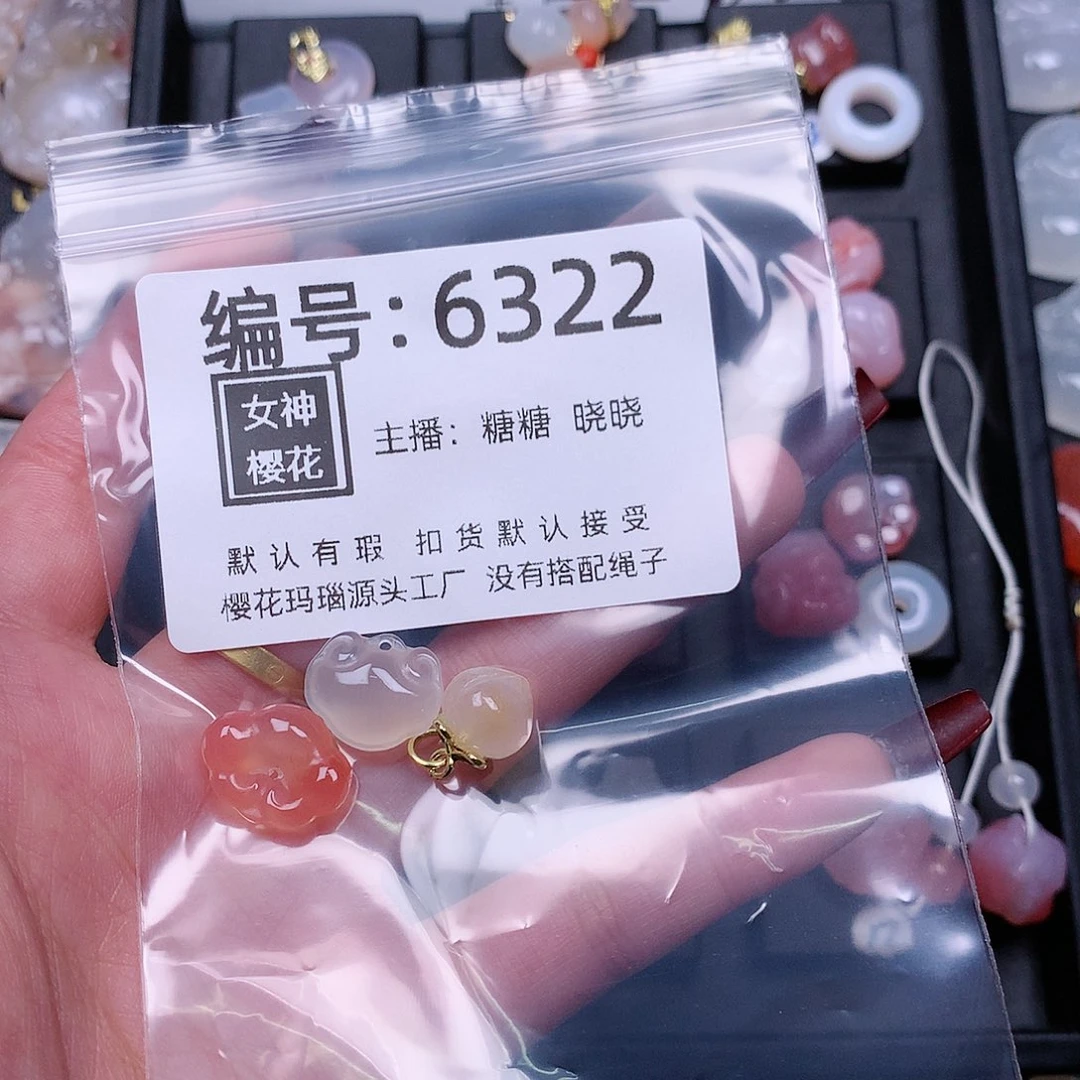 编号:6322
女神
樱花
主播: 糖糖 晓晓
默认有瑕 扣货默认接受
樱花玛瑙源头工厂 没有搭配绳子